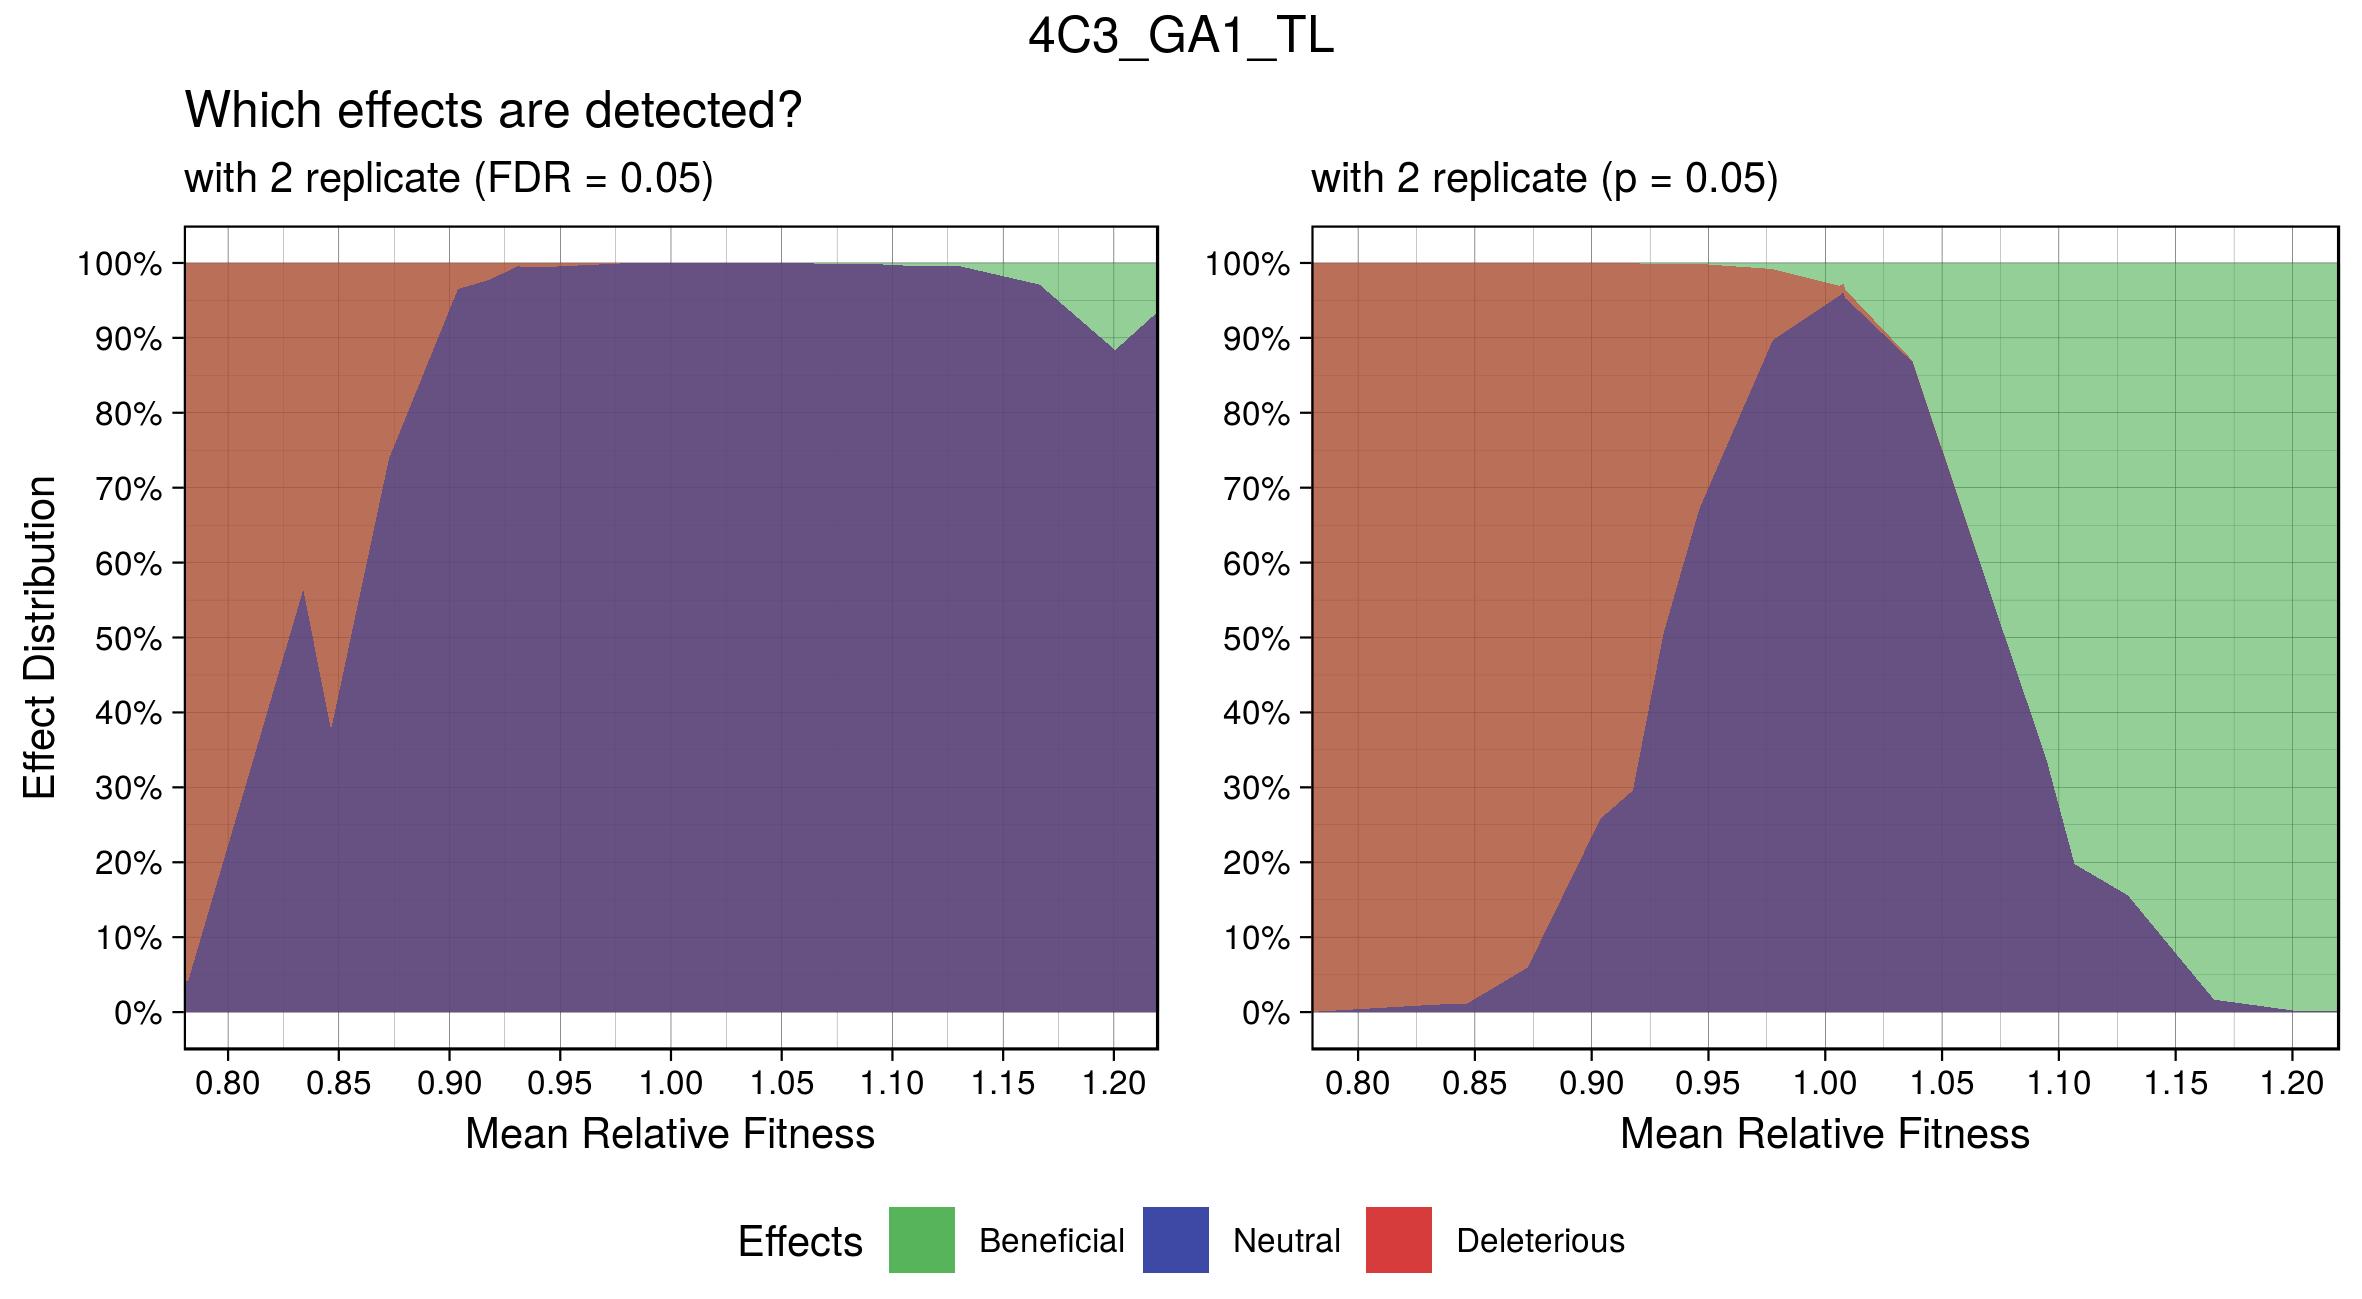 4C3_GA1_TL
Which effects are detected?
with 2 replicate (FDR = 0.05)
with 2 replicate (p = 0.05)
Effect Distribution
100%
90%
80%
70%
60%
50%
40%
30%
20%
10%
0%
0.80 0.85 0.90 0.95 1.00 1.05 1.10 1.15 1.20
Mean Relative Fitness
100%
90%
80%
70%
60%
50%
40%
30%
20%
10%
0%
0.80 0.85 0.90 0.95 1.00 1.05 1.10 1.15 1.20
Mean Relative Fitness
Effects Beneficial Neutral Deleterious